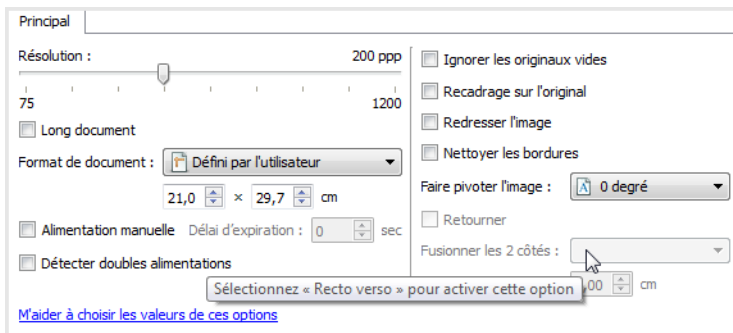 Principal
Résolution : 200 ppp
75 1200
Long document
Format de document : Défini par l'utilisateur
21,0 × 29,7 cm
Alimentation manuelle Délai d'expiration : 0 sec
Détecter doubles alimentations
M'aider à choisir les valeurs de ces options
Ignorer les originaux vides
Recadrage sur l'original
Redresser l'image
Nettoyer les bordures
Faire pivoter l'image : 0 degré
Retourner
Fusionner les 2 côtés :
,00 cm
Sélectionnez « Recto verso » pour activer cette option